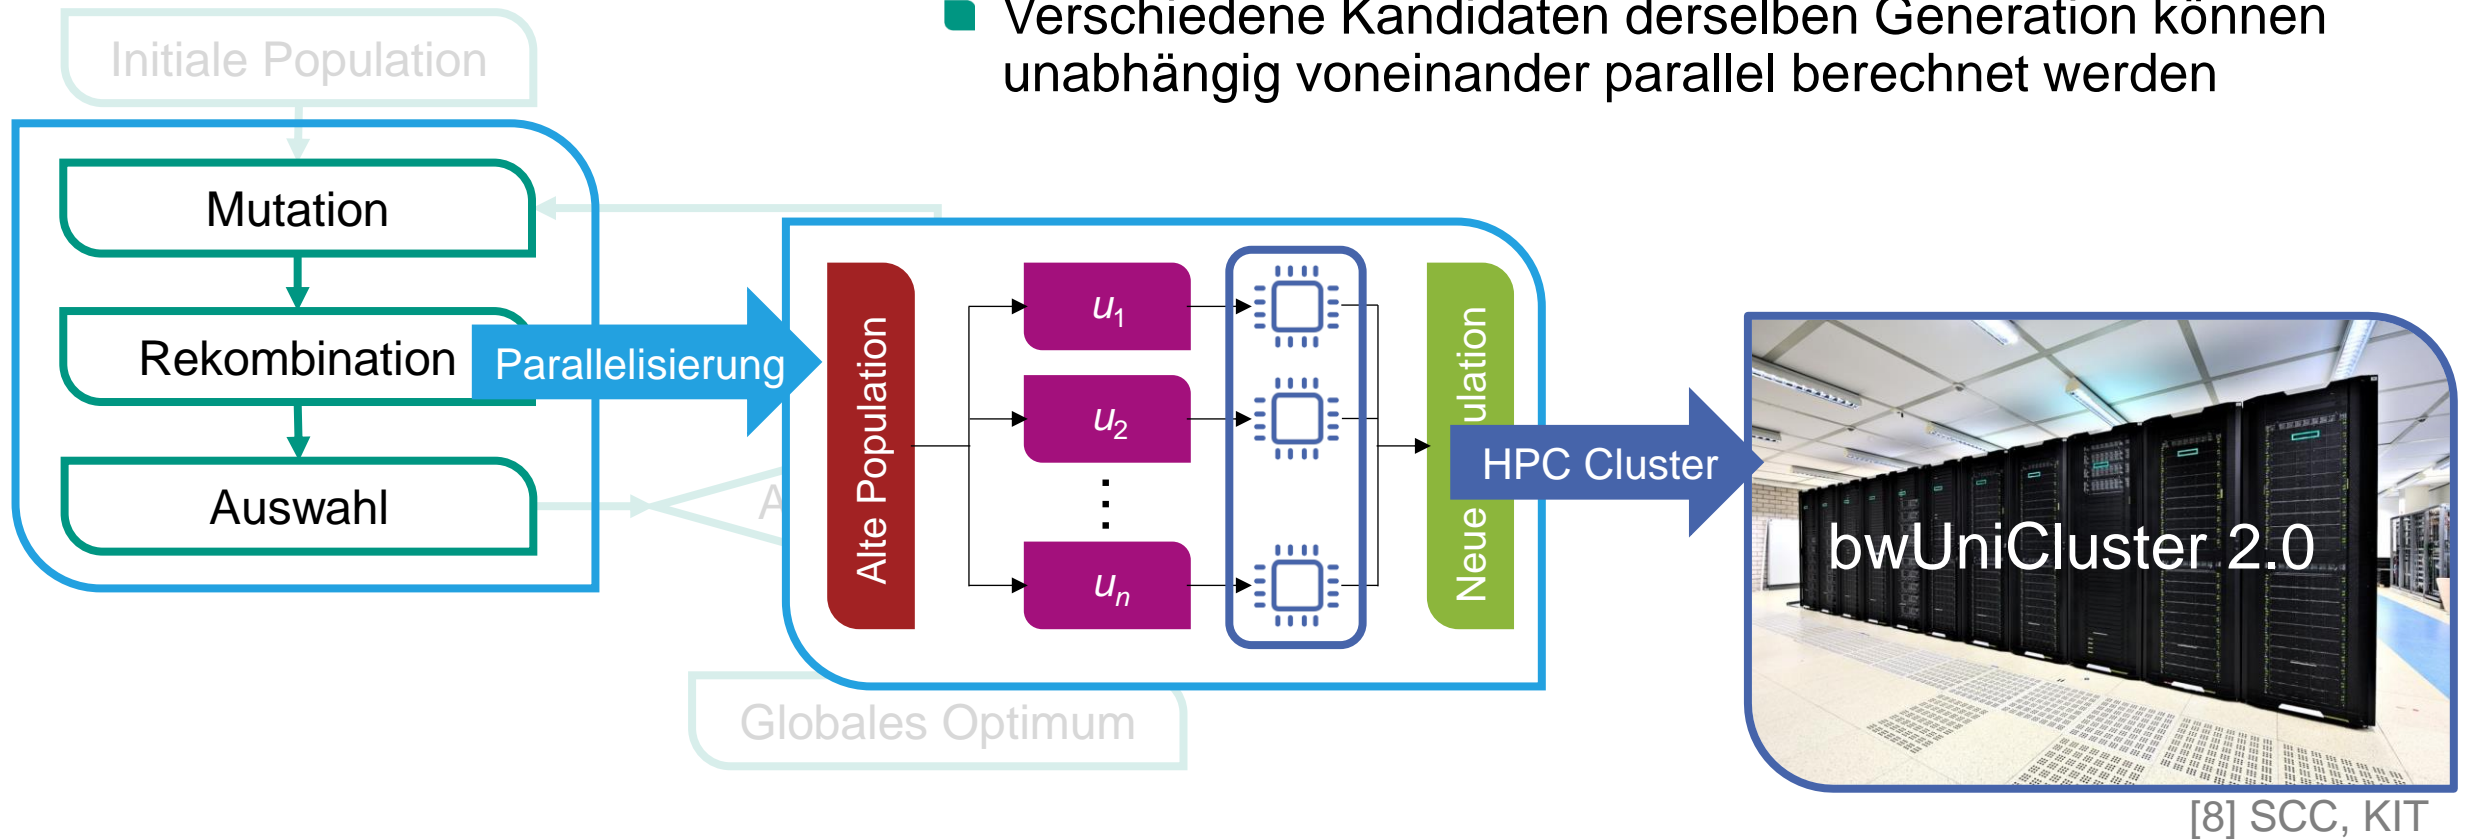 Verschiedene Kandidaten derselben Generation können
unabhängig voneinander parallel berechnet werden
Initiale Population
Mutation
Rekombination
Auswahl
Parallelisierung
A
Alte Population
u1
u2
⋮
un
Neue ulation
HPC Cluster
bwUniCluster 2.0
Globales Optimum
[8] SCC, KIT